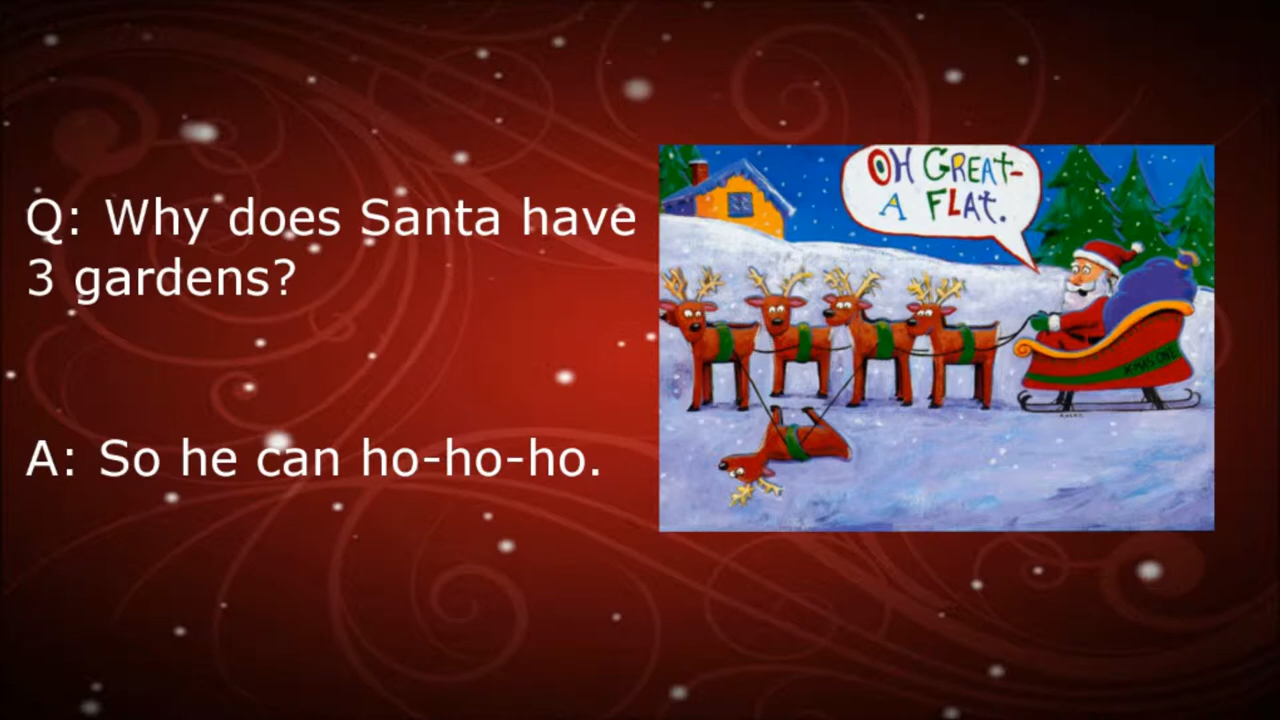 Q: Why does Santa have
3 gardens?
A: So he can ho-ho-ho.
OH GREAT-
A FLAT.